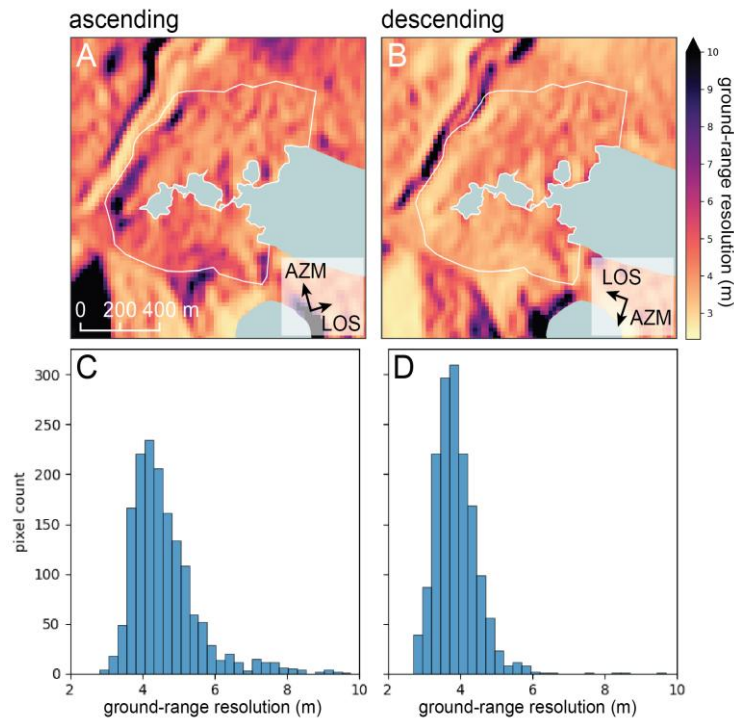 ascending
descending
A
B
10
9
8
7
6
5
4
3
ground-range resolution (m)
AZM
LOS
0 200 400 m
LOS
AZM
C
D
300
250
200
150
100
50
0
pixel count
2 4 6 8 10
ground-range resolution (m)
2 4 6 8 10
ground-range resolution (m)